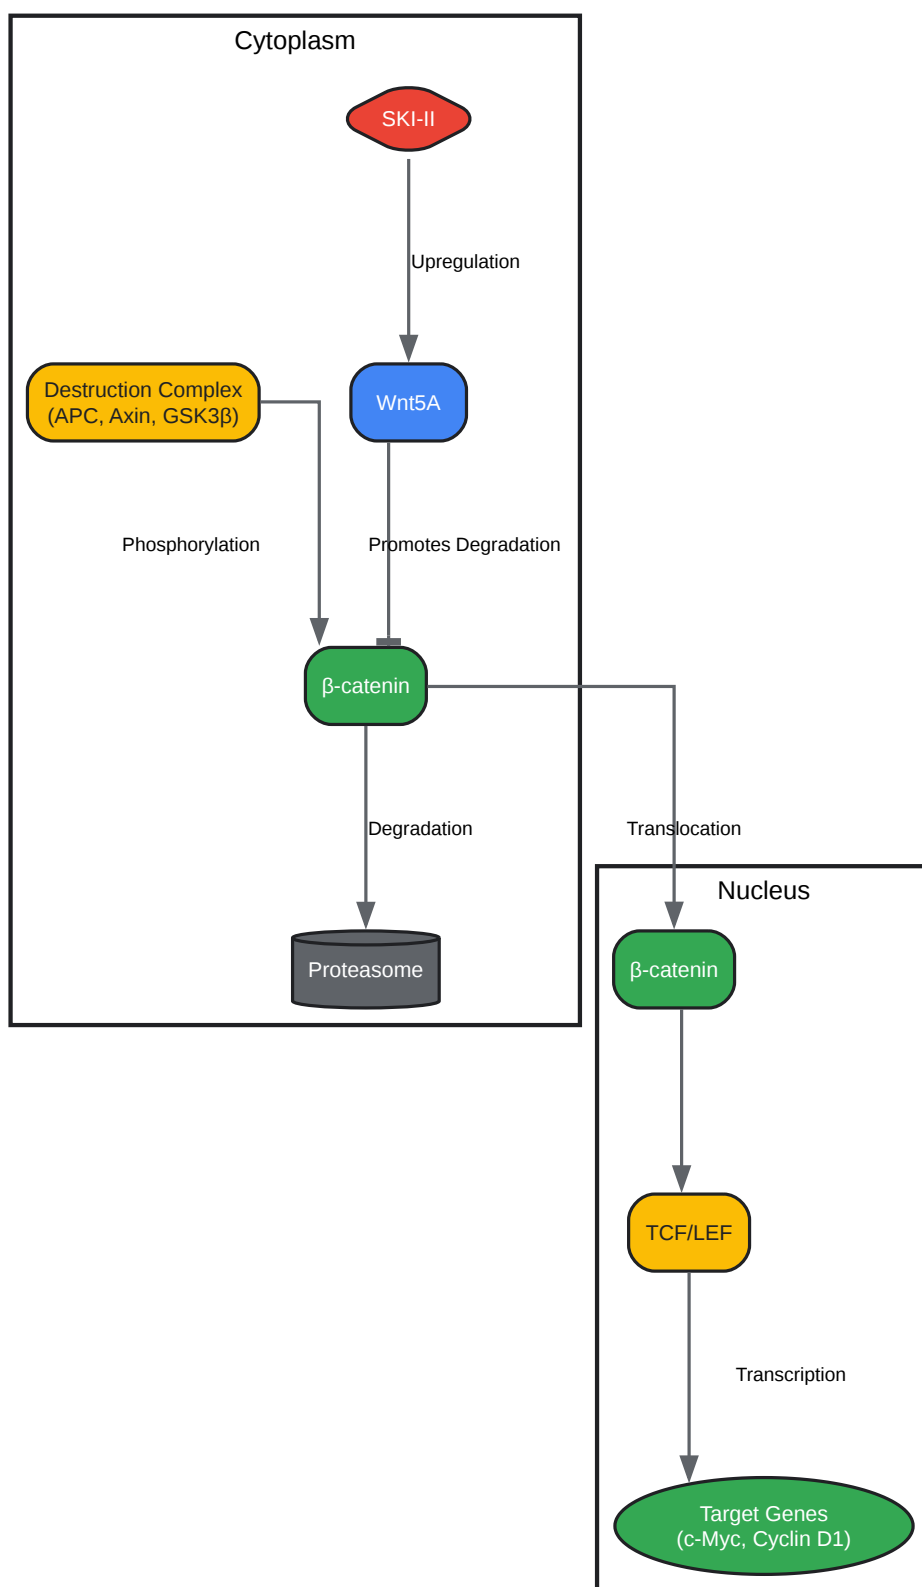 Cytoplasm
SKI-II
Upregulation
Destruction Complex
(APC, Axin, GSK3β)
Wnt5A
Phosphorylation
Promotes Degradation
β-catenin
Degradation
Translocation
Proteasome
Nucleus
β-catenin
TCF/LEF
Transcription
Target Genes
(c-Myc, Cyclin D1)